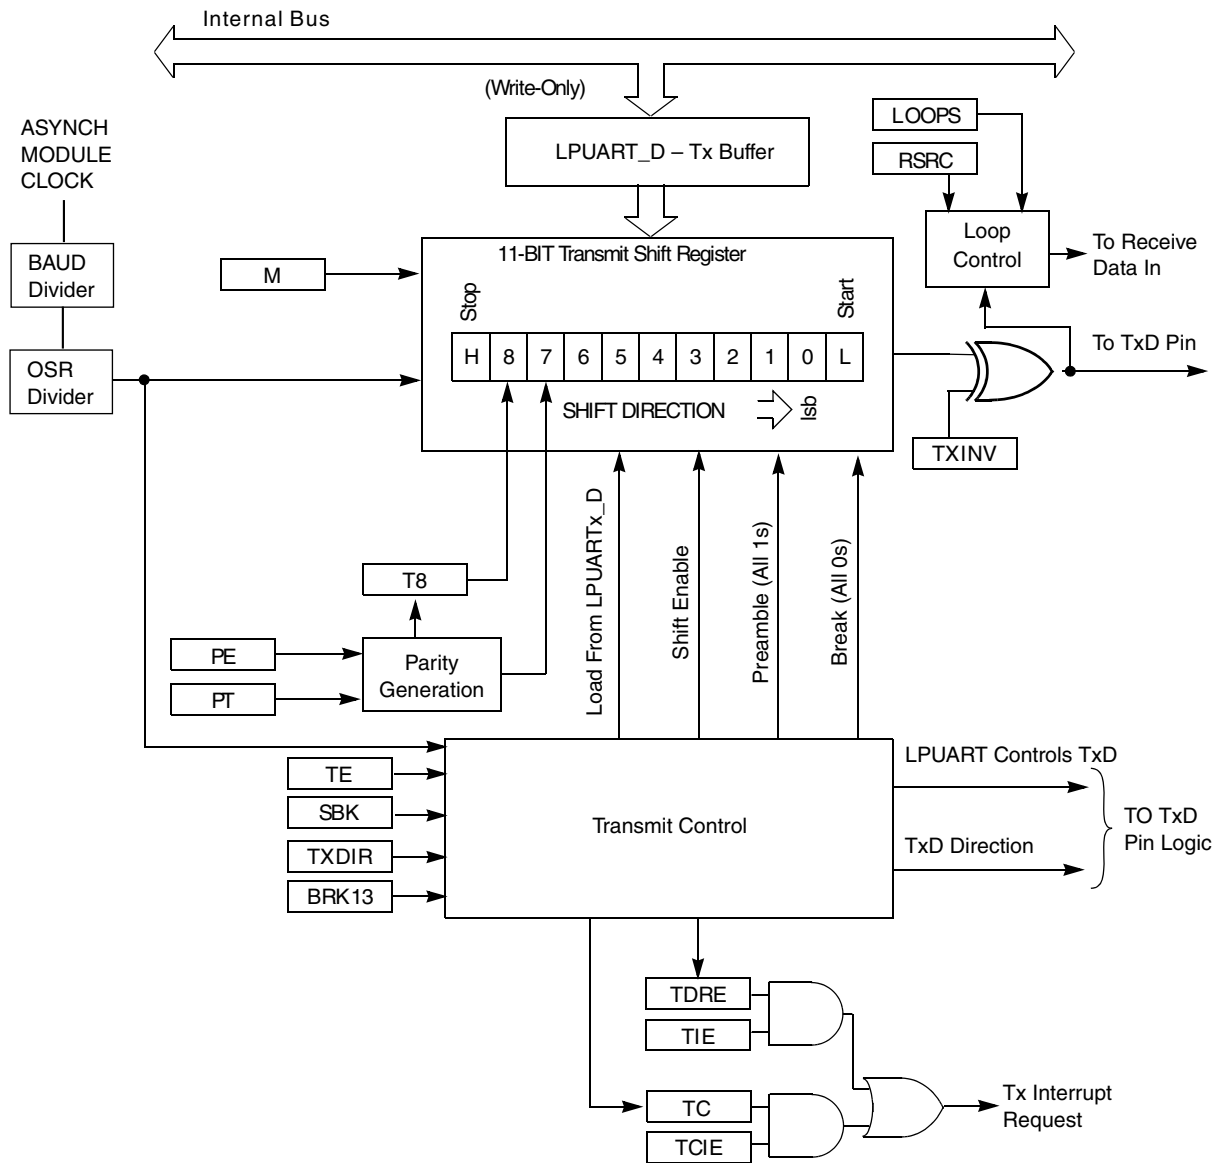 Internal Bus
(Write-Only)
LPUART_D – Tx Buffer
ASYNCH
MODULE
CLOCK
BAUD
Divider
OSR
Divider
LOOPS
RSRC
Loop
Control
To Receive
Data In
M
11-BIT Transmit Shift Register
Stop
Start
H 8 7 6 5 4 3 2 1 0 L
SHIFT DIRECTION
lsb
To TxD Pin
TXINV
T8
PE
PT
Parity
Generation
Load From LPUARTx_D
Shift Enable
Preamble (All 1s)
Break (All 0s)
TE
SBK
TXDIR
BRK13
Transmit Control
LPUART Controls TxD
TxD Direction
TO TxD
Pin Logic
TDRE
TIE
TC
TCIE
Tx Interrupt
Request